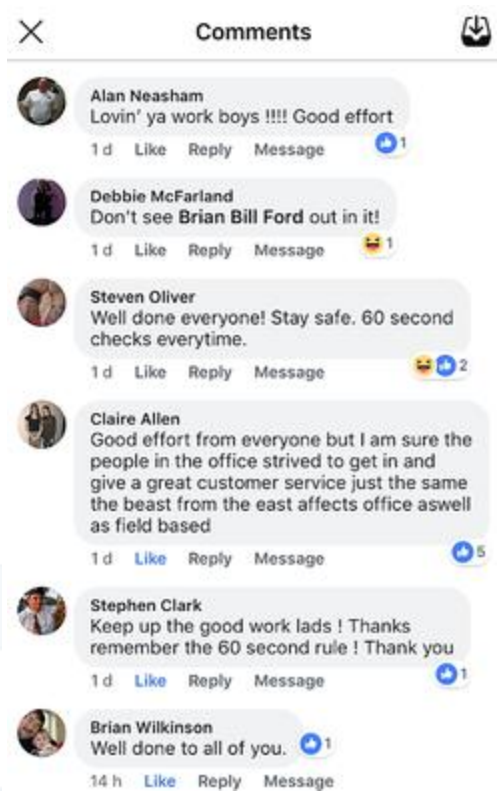 Comments
Alan Neasham
Lovin' ya work boys !!!! Good effort
1 d Like Reply Message 1
Debbie McFarland
Don't see Brian Bill Ford out in it!
1 d Like Reply Message 1
Steven Oliver
Well done everyone! Stay safe. 60 second
checks everytime.
1 d Like Reply Message 2
Claire Allen
Good effort from everyone but I am sure the
people in the office strived to get in and
give a great customer service just the same
the beast from the east affects office aswell
as field based
1 d Like Reply Message 5
Stephen Clark
Keep up the good work lads ! Thanks
remember the 60 second rule ! Thank you
1 d Like Reply Message 1
Brian Wilkinson
Well done to all of you. 1
14 h Like Reply Message